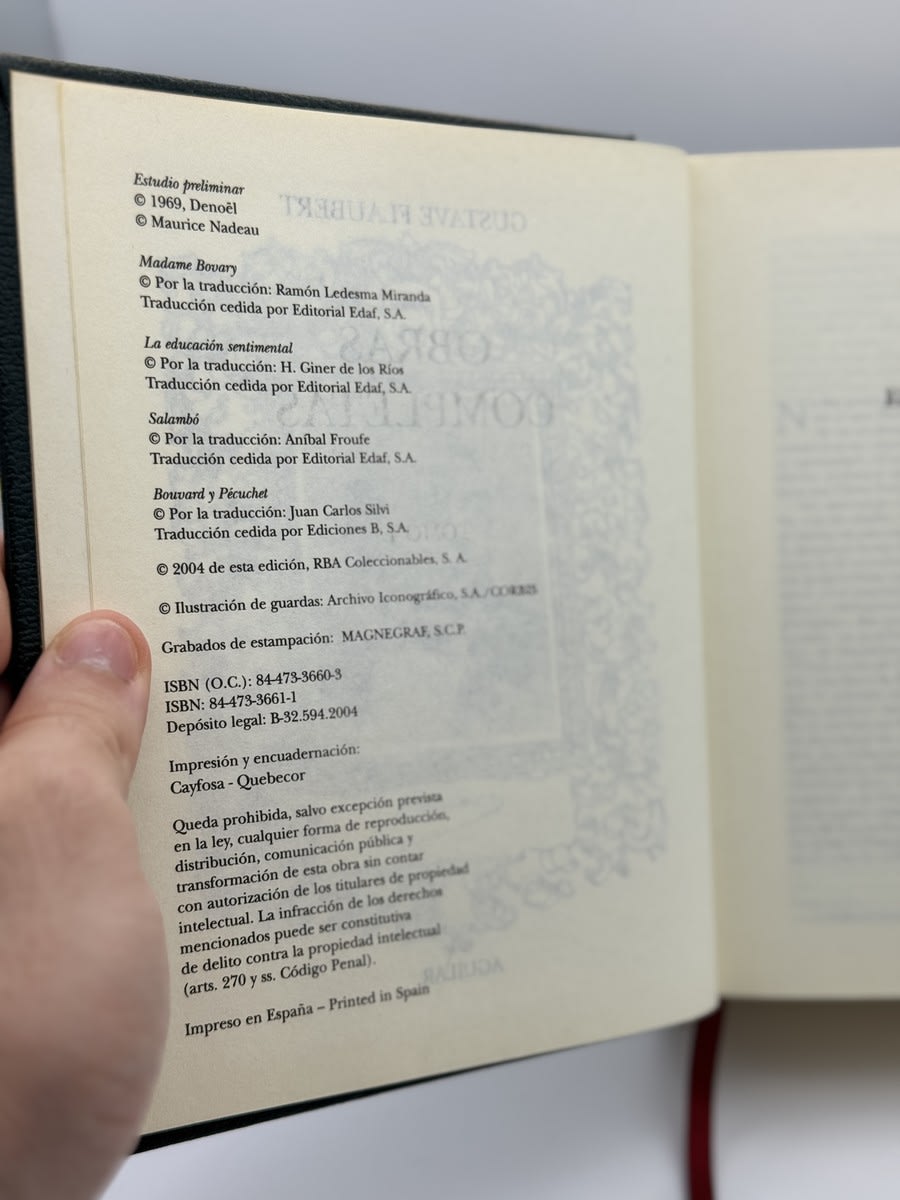 Estudio preliminar
© 1969, Denoël
© Maurice Nadeau
Madame Bovary
© Por la traducción: Ramón Ledesma Miranda
Traducción cedida por Editorial Edaf, S.A.
La educación sentimental
© Por la traducción: H. Giner de los Ríos
Traducción cedida por Editorial Edaf, S.A.
Salambó
© Por la traducción: Aníbal Froufe
Traducción cedida por Editorial Edaf, S.A.
Bouvard y Pécuchet
© Por la traducción: Juan Carlos Silvi
Traducción cedida por Ediciones B, S.A.
© 2004 de esta edición, RBA Coleccionables, S. A.
© Ilustración de guardas: Archivo Iconográfico, S.A./CORBIS
Grabados de estampación: MAGNEGRAF, S.C.P.
ISBN (O.C.): 84-473-3660-3
ISBN: 84-473-3661-1
Depósito legal: B-32.594.2004
Impresión y encuadernación:
Cayfosa - Quebecor
Queda prohibida, salvo excepción prevista
en la ley, cualquier forma de reproducción,
distribución, comunicación pública y
transformación de esta obra sin contar
con autorización de los titulares de propiedad
intelectual. La infracción de los derechos
mencionados puede ser constitutiva
de delito contra la propiedad intelectual
(arts. 270 y ss. Código Penal).
Impreso en España – Printed in Spain
GUSTAVE FLAUBERT
OBRAS
COMPLETAS
AGUILAR